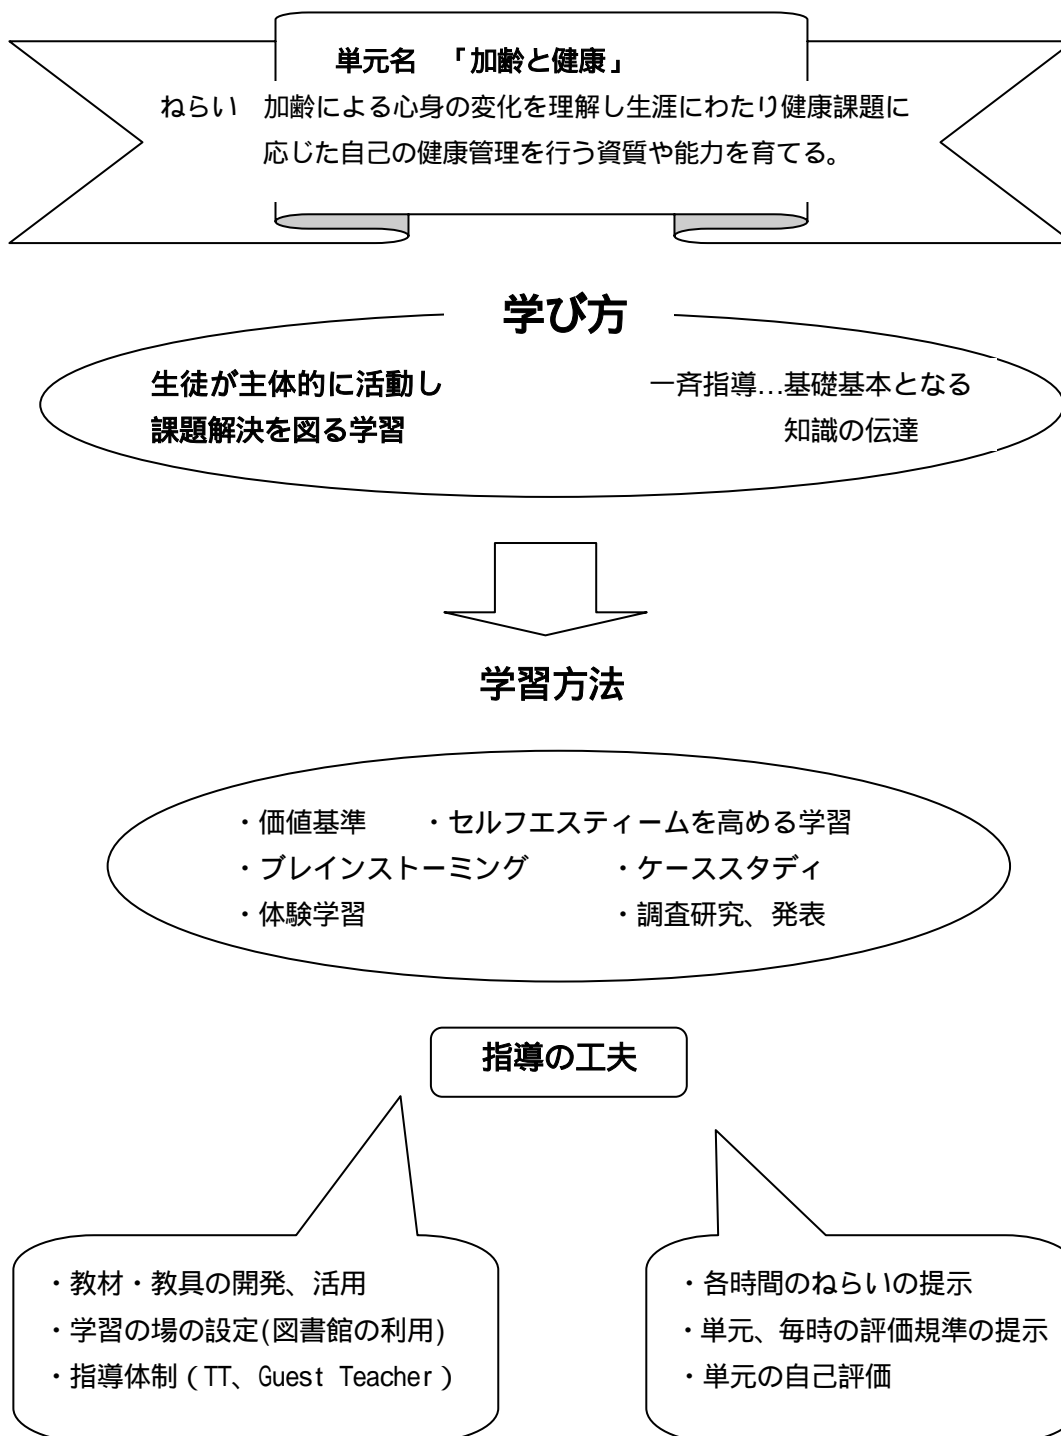 単元名　「加齢と健康」
ねらい　加齢による心身の変化を理解し生涯にわたり健康課題に
応じた自己の健康管理を行う資質や能力を育てる。
学び方
生徒が主体的に活動し
課題解決を図る学習
一斉指導…基礎基本となる
知識の伝達
学習方法
・価値基準　　・セルフエスティームを高める学習
・ブレインストーミング　　　・ケーススタディ
・体験学習　　　　　　　　　・調査研究、発表
指導の工夫
・教材・教具の開発、活用
・学習の場の設定(図書館の利用)
・指導体制（TT、Guest Teacher）
・各時間のねらいの提示
・単元、毎時の評価規準の提示
・単元の自己評価